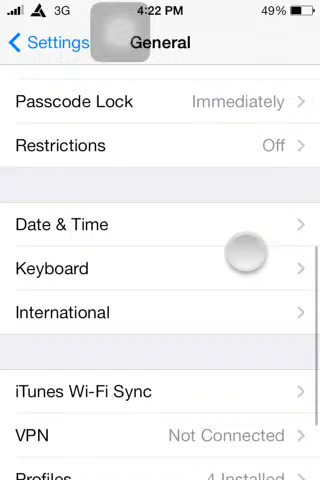 3G 4:22 PM 49%
Settings General
Passcode Lock Immediately
Restrictions Off
Date & Time
Keyboard
International
iTunes Wi-Fi Sync
VPN Not Connected
Profiles 4 Installed